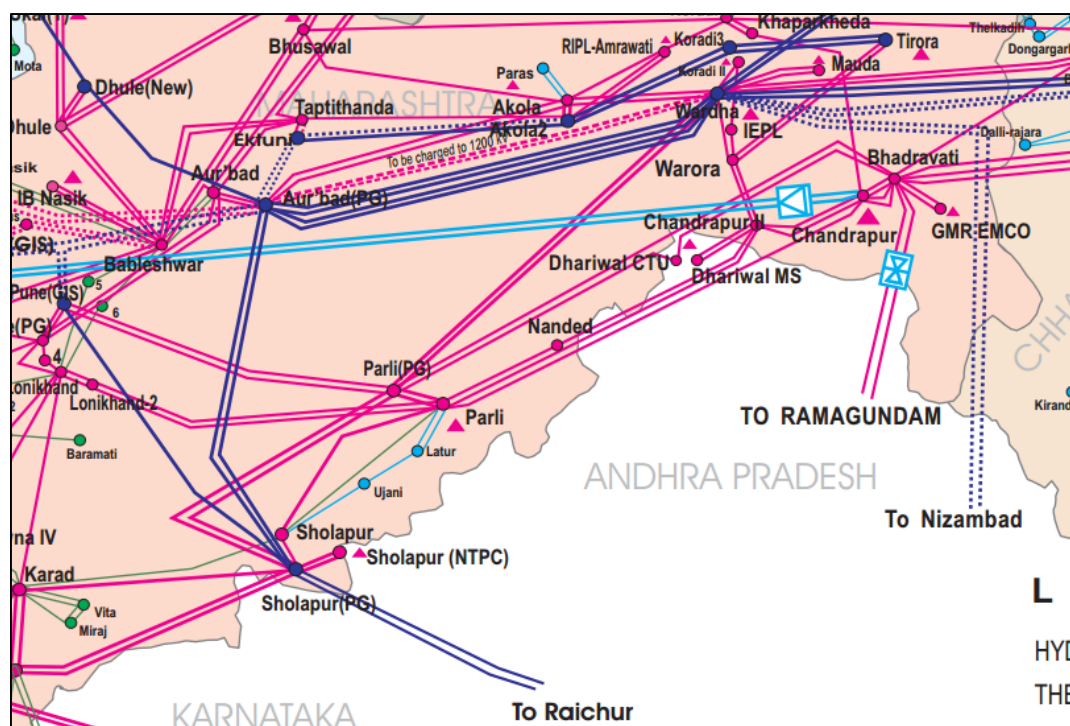 Khaparkheda
Thelkadih
Dongargarh
Bhusawal
RIPL-Amrawati
Koradi3
Tirora
Mota
Koradi II
Mauda
Paras
Dhule(New)
MAHARASHTRA
Taptithanda
Akola
Wardha
Dhule
Ektuni
Akola2
IEPL
Dalli-rajara
To be charged to 1200 kV
Aur'bad
Warora
Bhadravati
IB Nasik
Aur'bad(PG)
Chandrapur II
Chandrapur
GMR EMCO
Bableshwar
Dhariwal CTU
Dhariwal MS
5
Pune(GIS)
6
Nanded
4
Parli(PG)
Lonikhand-2
Parli
TO RAMAGUNDAM
Baramati
Latur
ANDHRA PRADESH
Ujani
To Nizambad
Sholapur
Sholapur (NTPC)
Karad
Sholapur(PG)
Vita
Miraj
KARNATAKA
To Raichur